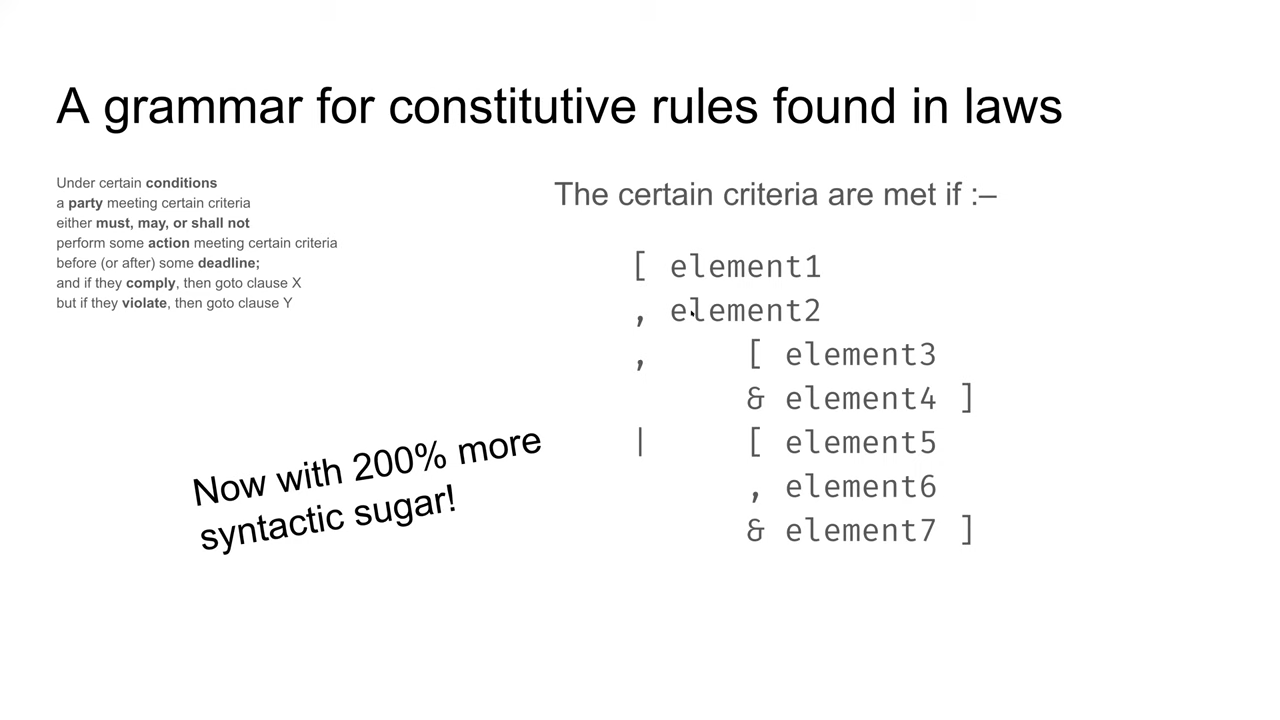 A grammar for constitutive rules found in laws
Under certain conditions
a party meeting certain criteria
either must, may, or shall not
perform some action meeting certain criteria
before (or after) some deadline;
and if they comply, then goto clause X
but if they violate, then goto clause Y
Now with 200% more
syntactic sugar!
The certain criteria are met if :–
[ element1
, element2
, [ element3
& element4 ]
| [ element5
, element6
& element7 ]